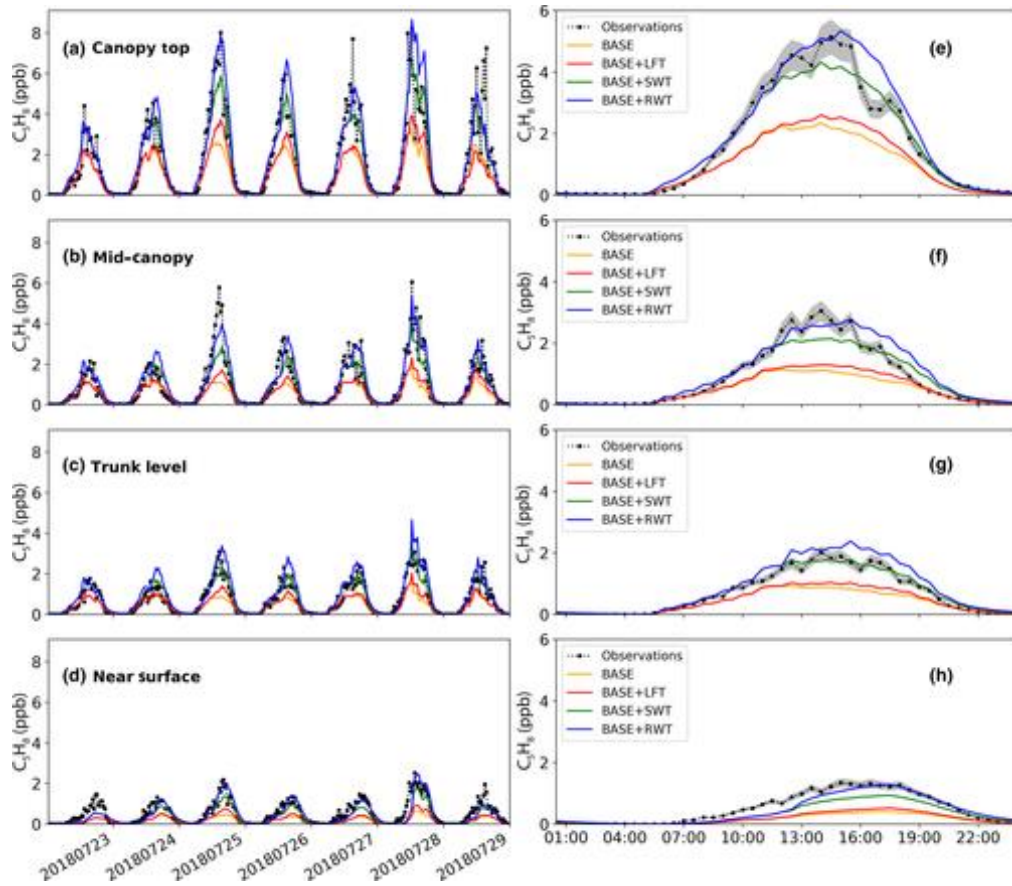 8
6
4
2
0
C₅H₈ (ppb)
(a) Canopy top
6
4
2
0
C₅H₈ (ppb)
Observations
BASE
BASE+LFT
BASE+SWT
BASE+RWT
(e)
8
6
4
2
0
C₅H₈ (ppb)
(b) Mid-canopy
6
4
2
0
C₅H₈ (ppb)
Observations
BASE
BASE+LFT
BASE+SWT
BASE+RWT
(f)
8
6
4
2
0
C₅H₈ (ppb)
(c) Trunk level
6
4
2
0
C₅H₈ (ppb)
Observations
BASE
BASE+LFT
BASE+SWT
BASE+RWT
(g)
8
6
4
2
0
C₅H₈ (ppb)
(d) Near surface
20180723
20180724
20180725
20180726
20180727
20180728
20180729
6
4
2
0
C₅H₈ (ppb)
Observations
BASE
BASE+LFT
BASE+SWT
BASE+RWT
(h)
01:00 04:00 07:00 10:00 13:00 16:00 19:00 22:00